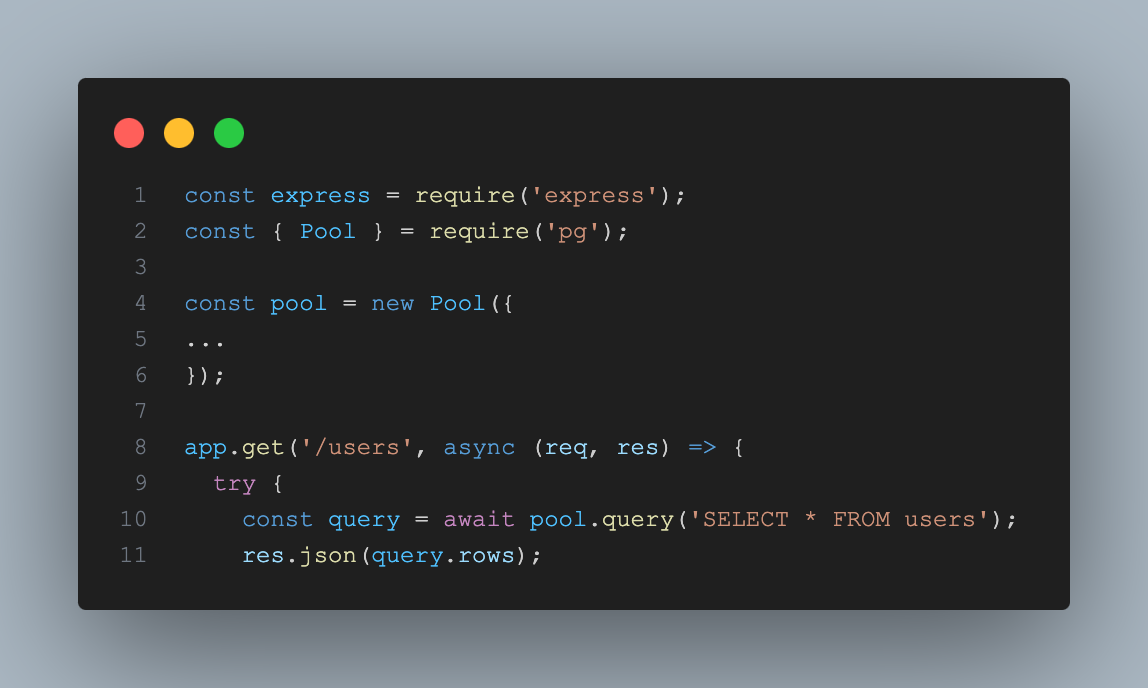 1 const express = require('express');
2 const { Pool } = require('pg');
3
4 const pool = new Pool({
5 ...
6 });
7
8 app.get('/users', async (req, res) => {
9   try {
10     const query = await pool.query('SELECT * FROM users');
11     res.json(query.rows);